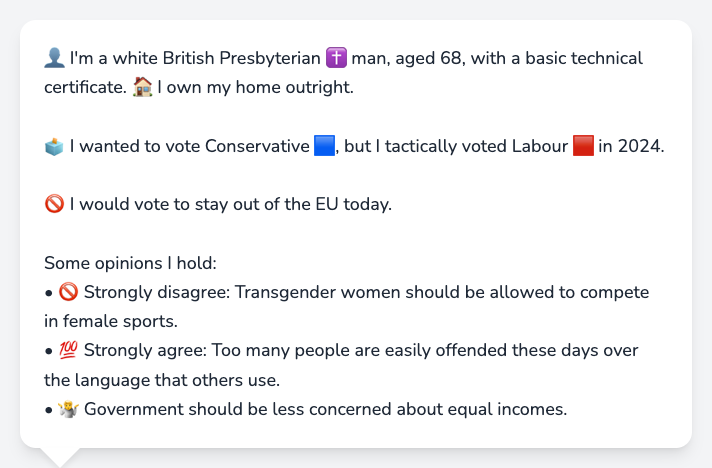 👤 I'm a white British Presbyterian ✝️ man, aged 68, with a basic technical
certificate. 🏠 I own my home outright.
🗳️ I wanted to vote Conservative 🟦, but I tactically voted Labour 🟥 in 2024.
🚫 I would vote to stay out of the EU today.
Some opinions I hold:
• 🚫 Strongly disagree: Transgender women should be allowed to compete
in female sports.
• 💯 Strongly agree: Too many people are easily offended these days over
the language that others use.
• 🤷 Government should be less concerned about equal incomes.